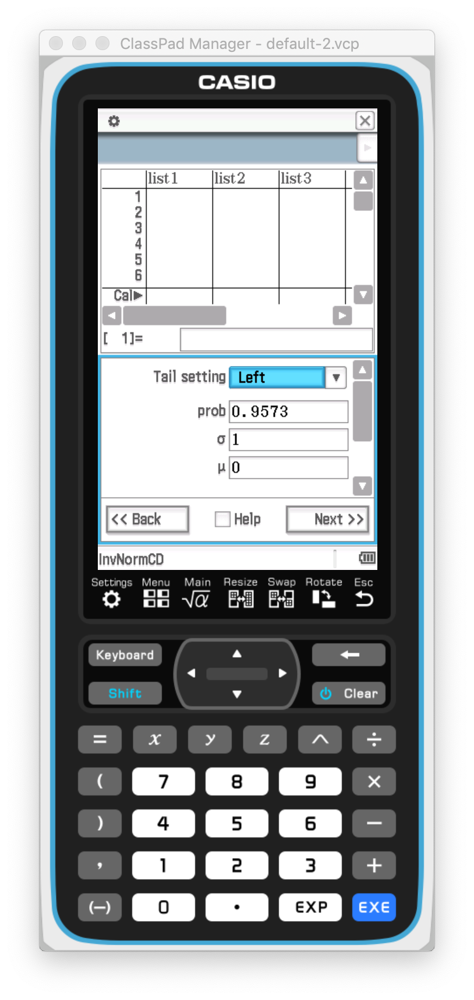 ClassPad Manager - default-2.vcp
CASIO
list1 list2 list3
1
2
3
4
5
6
Cal▶
[ 1]=
Tail setting Left
prob 0.9573
σ 1
μ 0
<< Back Help Next >>
InvNormCD
Settings Menu Main Resize Swap Rotate Esc
√α
Keyboard
Shift Clear
= x y z ^ ÷
( 7 8 9 ×
) 4 5 6 −
, 1 2 3 +
(−) 0 . EXP EXE